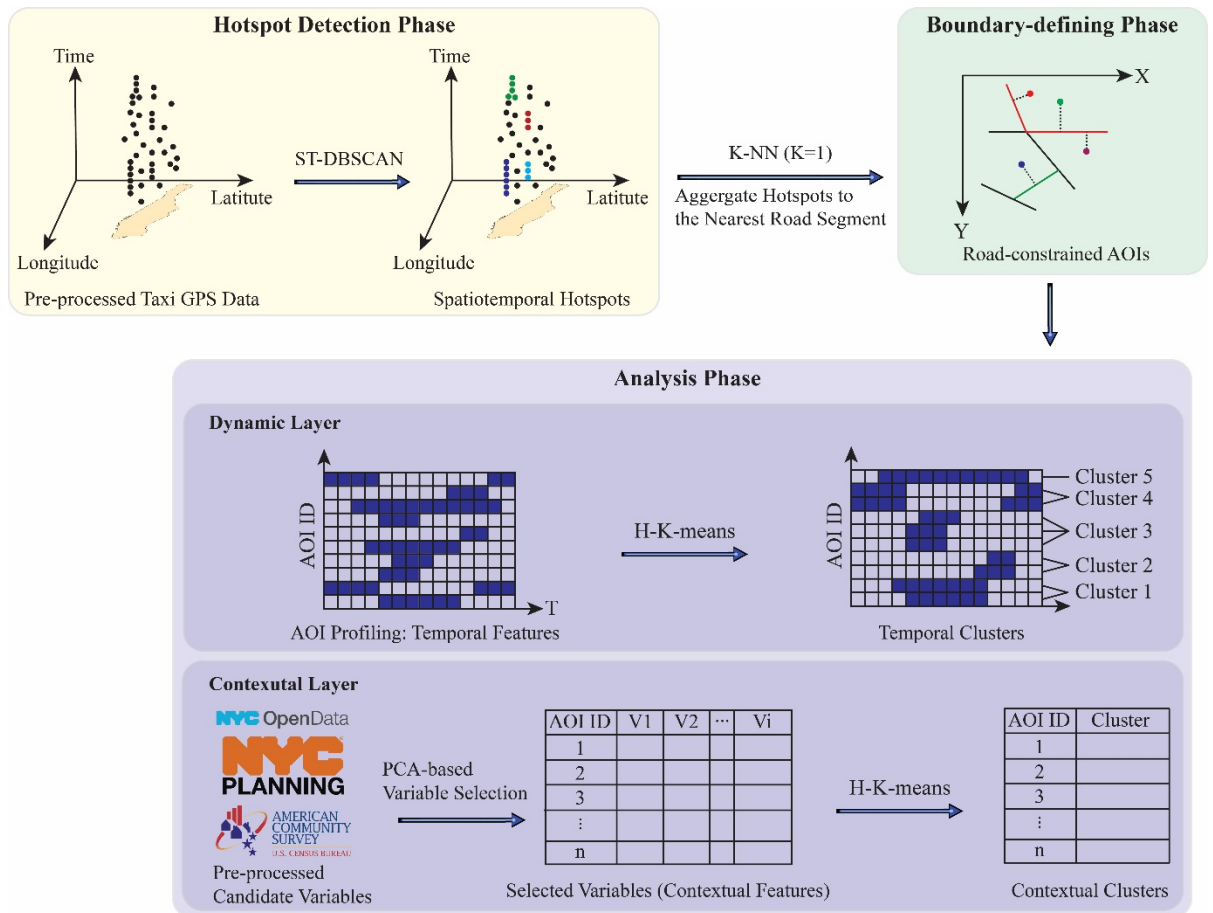 Hotspot Detection Phase
Time
Latitute
Longitude
Pre-processed Taxi GPS Data
ST-DBSCAN
Time
Latitute
Longitude
Spatiotemporal Hotspots
K-NN (K=1)
Aggergate Hotspots to
the Nearest Road Segment
Boundary-defining Phase
X
Y
Road-constrained AOIs
Analysis Phase
Dynamic Layer
AOI ID
T
AOI Profiling: Temporal Features
H-K-means
AOI ID
Cluster 5
Cluster 4
Cluster 3
Cluster 2
Cluster 1
Temporal Clusters
Contexutal Layer
NYC OpenData
NYC
PLANNING
AMERICAN
COMMUNITY
SURVEY
U.S. CENSUS BUREAU
Pre-processed
Candidate Variables
PCA-based
Variable Selection
AOI ID V1 V2 ... Vi
1
2
3
⋮
n
Selected Variables (Contextual Features)
H-K-means
AOI ID Cluster
1
2
3
⋮
n
Contextual Clusters